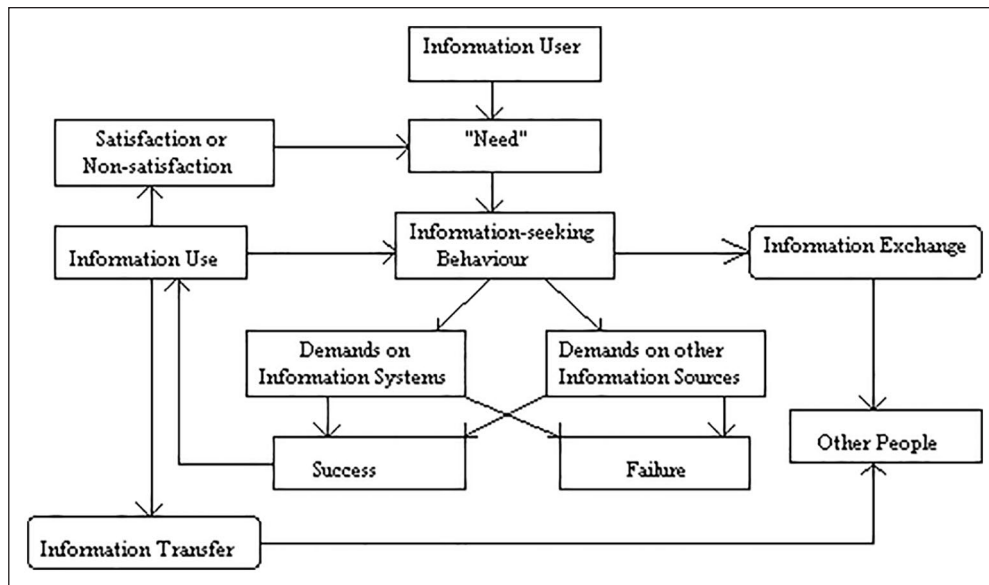 Information User
Satisfaction or
Non-satisfaction
"Need"
Information Use
Information-seeking
Behaviour
Information Exchange
Demands on
Information Systems
Demands on other
Information Sources
Success
Failure
Other People
Information Transfer